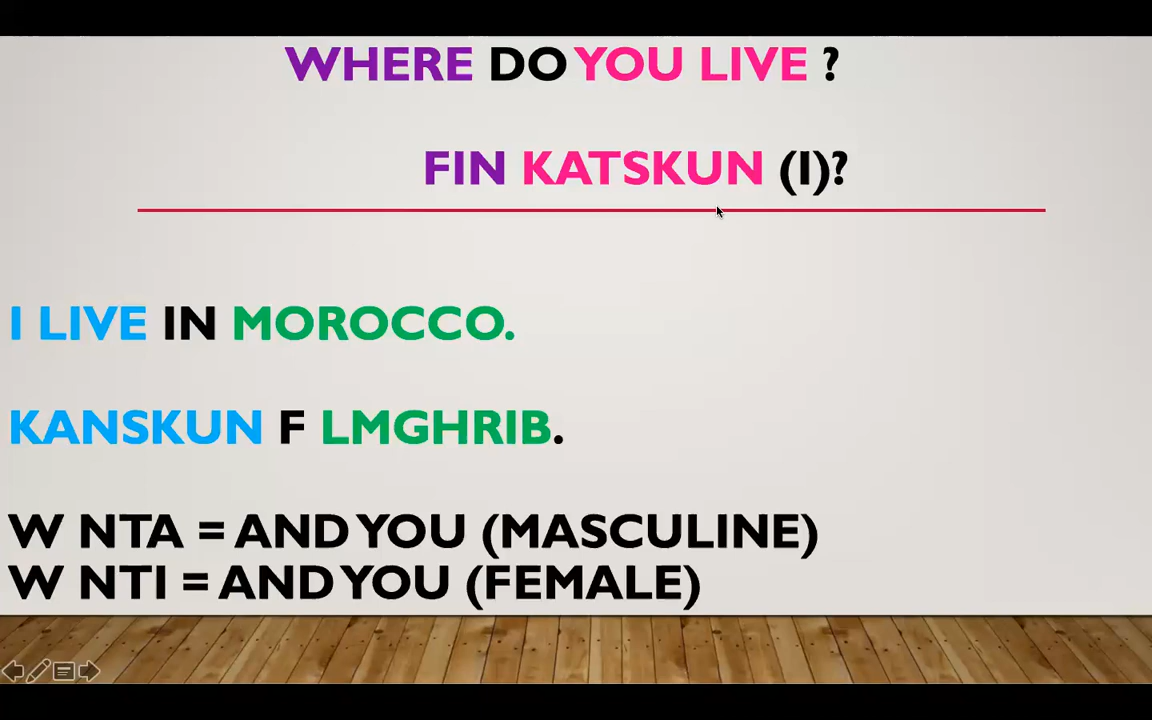 WHERE DO YOU LIVE ?
FIN KATSKUN (I)?
I LIVE IN MOROCCO.
KANSKUN F LMGHRIB.
W NTA = AND YOU (MASCULINE)
W NTI = AND YOU (FEMALE)